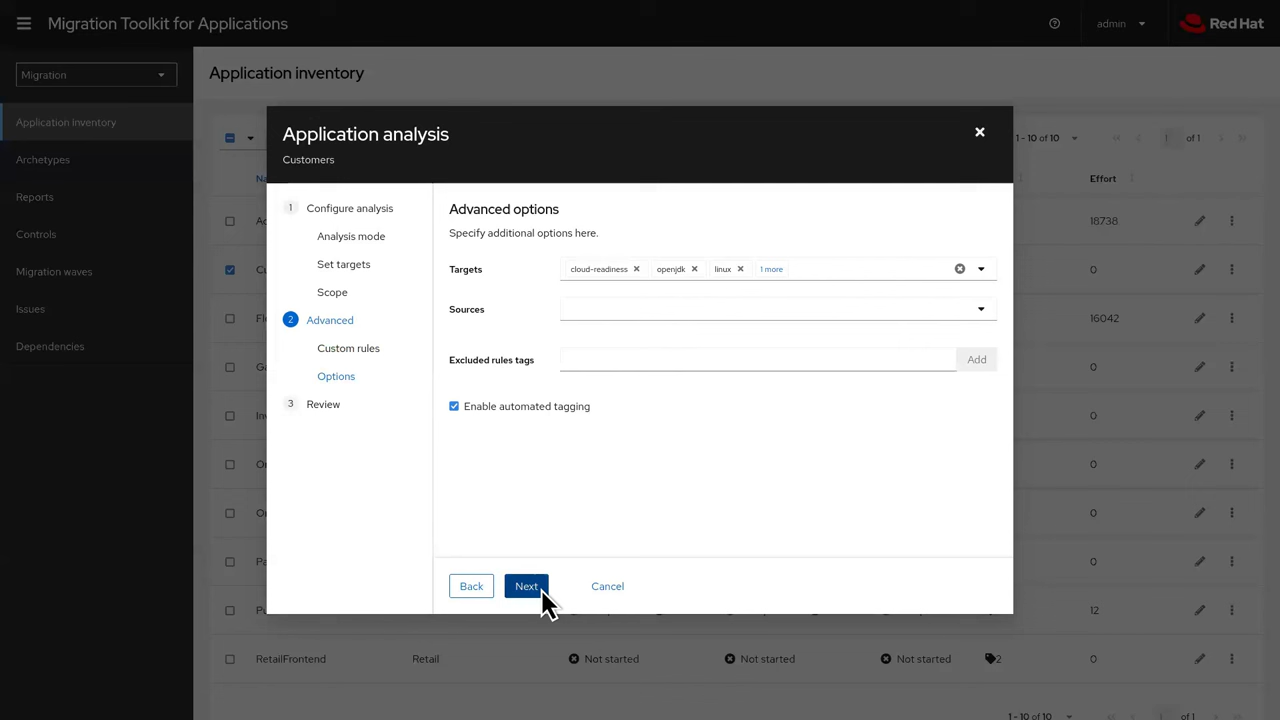 Migration Toolkit for Applications
admin
Red Hat
Migration
Application inventory
Application Inventory
Archetypes
Reports
Controls
Migration waves
Issues
Dependencies
1 - 10 of 10
1 of 1
Effort
18738
0
16042
0
0
0
0
0
12
RetailFrontend Retail Not started Not started Not started 2 0
1 - 10 of 10 1 of 1
Application analysis
Customers
1 Configure analysis
Analysis mode
Set targets
Scope
2 Advanced
Custom rules
Options
3 Review
Advanced options
Specify additional options here.
Targets cloud-readiness openjdk linux 1 more
Sources
Excluded rules tags Add
Enable automated tagging
Back Next Cancel